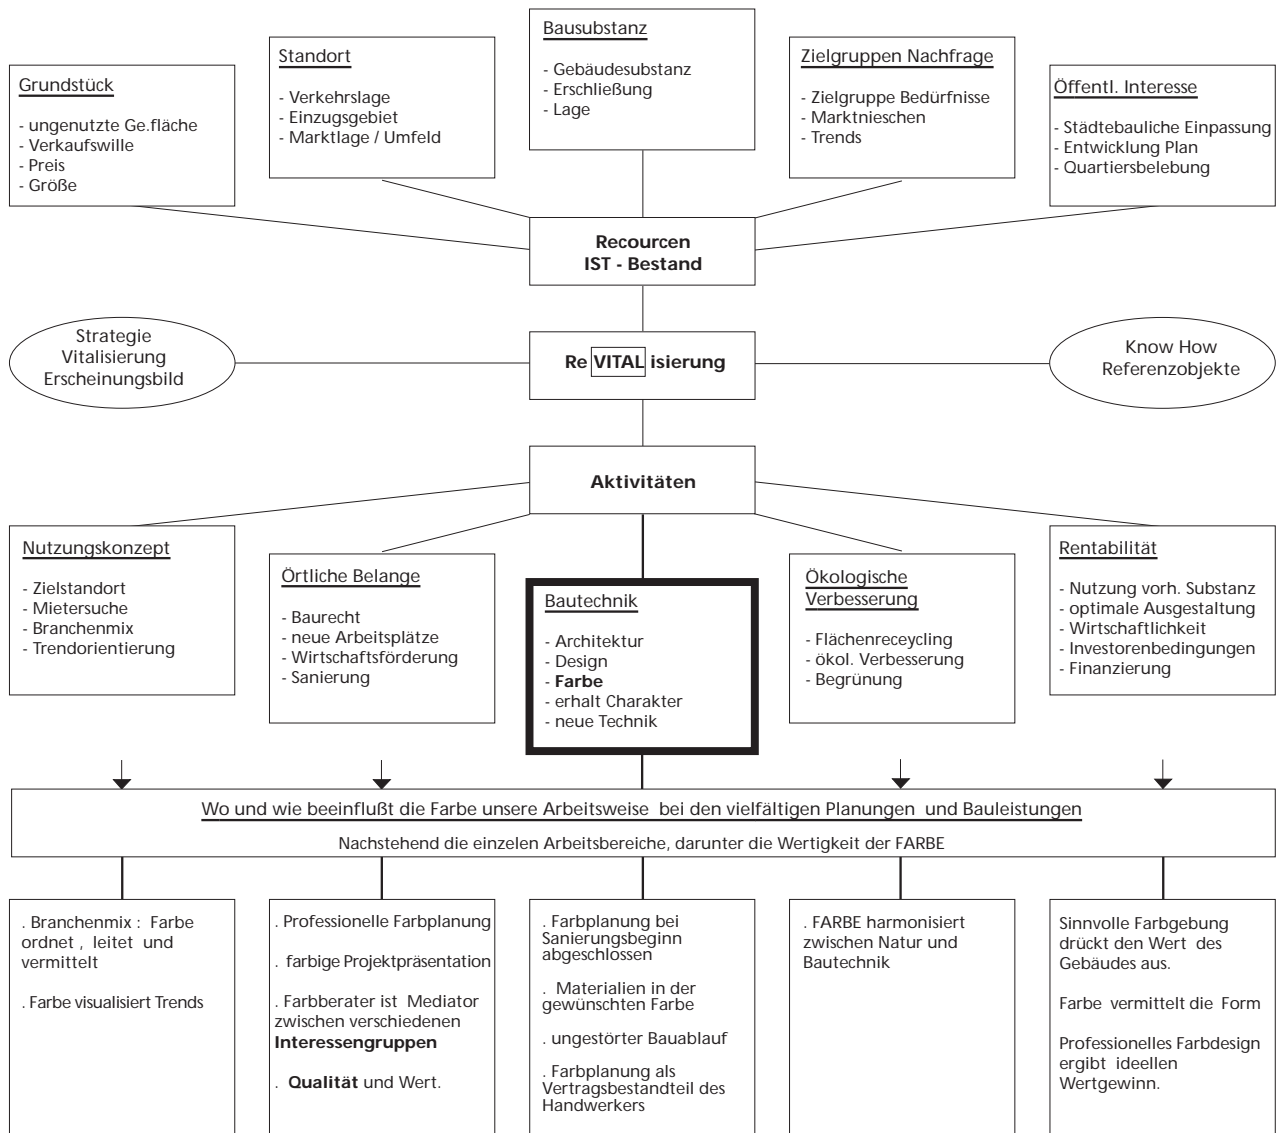 Grundstück
- ungenutzte Ge.fläche
- Verkaufswille
- Preis
- Größe
Standort
- Verkehrslage
- Einzugsgebiet
- Marktlage / Umfeld
Bausubstanz
- Gebäudesubstanz
- Erschließung
- Lage
Zielgruppen Nachfrage
- Zielgruppe Bedürfnisse
- Marktnieschen
- Trends
Öffentl. Interesse
- Städtebauliche Einpassung
- Entwicklung Plan
- Quartiersbelebung
Recourcen
IST - Bestand
Strategie
Vitalisierung
Erscheinungsbild
Re VITAL isierung
Know How
Referenzobjekte
Aktivitäten
Nutzungskonzept
- Zielstandort
- Mietersuche
- Branchenmix
- Trendorientierung
Örtliche Belange
- Baurecht
- neue Arbeitsplätze
- Wirtschaftsförderung
- Sanierung
Bautechnik
- Architektur
- Design
- Farbe
- erhalt Charakter
- neue Technik
Ökologische
Verbesserung
- Flächenreceycling
- ökol. Verbesserung
- Begrünung
Rentabilität
- Nutzung vorh. Substanz
- optimale Ausgestaltung
- Wirtschaftlichkeit
- Investorenbedingungen
- Finanzierung
Wo und wie beeinflußt die Farbe unsere Arbeitsweise bei den vielfältigen Planungen und Bauleistungen
Nachstehend die einzelen Arbeitsbereiche, darunter die Wertigkeit der FARBE
. Branchenmix : Farbe
ordnet , leitet und
vermittelt
. Farbe visualisiert Trends
. Professionelle Farbplanung
. farbige Projektpräsentation
. Farbberater ist Mediator
zwischen verschiedenen
Interessengruppen
. Qualität und Wert.
. Farbplanung bei
Sanierungsbeginn
abgeschlossen
. Materialien in der
gewünschten Farbe
. ungestörter Bauablauf
. Farbplanung als
Vertragsbestandteil des
Handwerkers
. FARBE harmonisiert
zwischen Natur und
Bautechnik
Sinnvolle Farbgebung
drückt den Wert des
Gebäudes aus.
Farbe vermittelt die Form
Professionelles Farbdesign
ergibt ideellen
Wertgewinn.